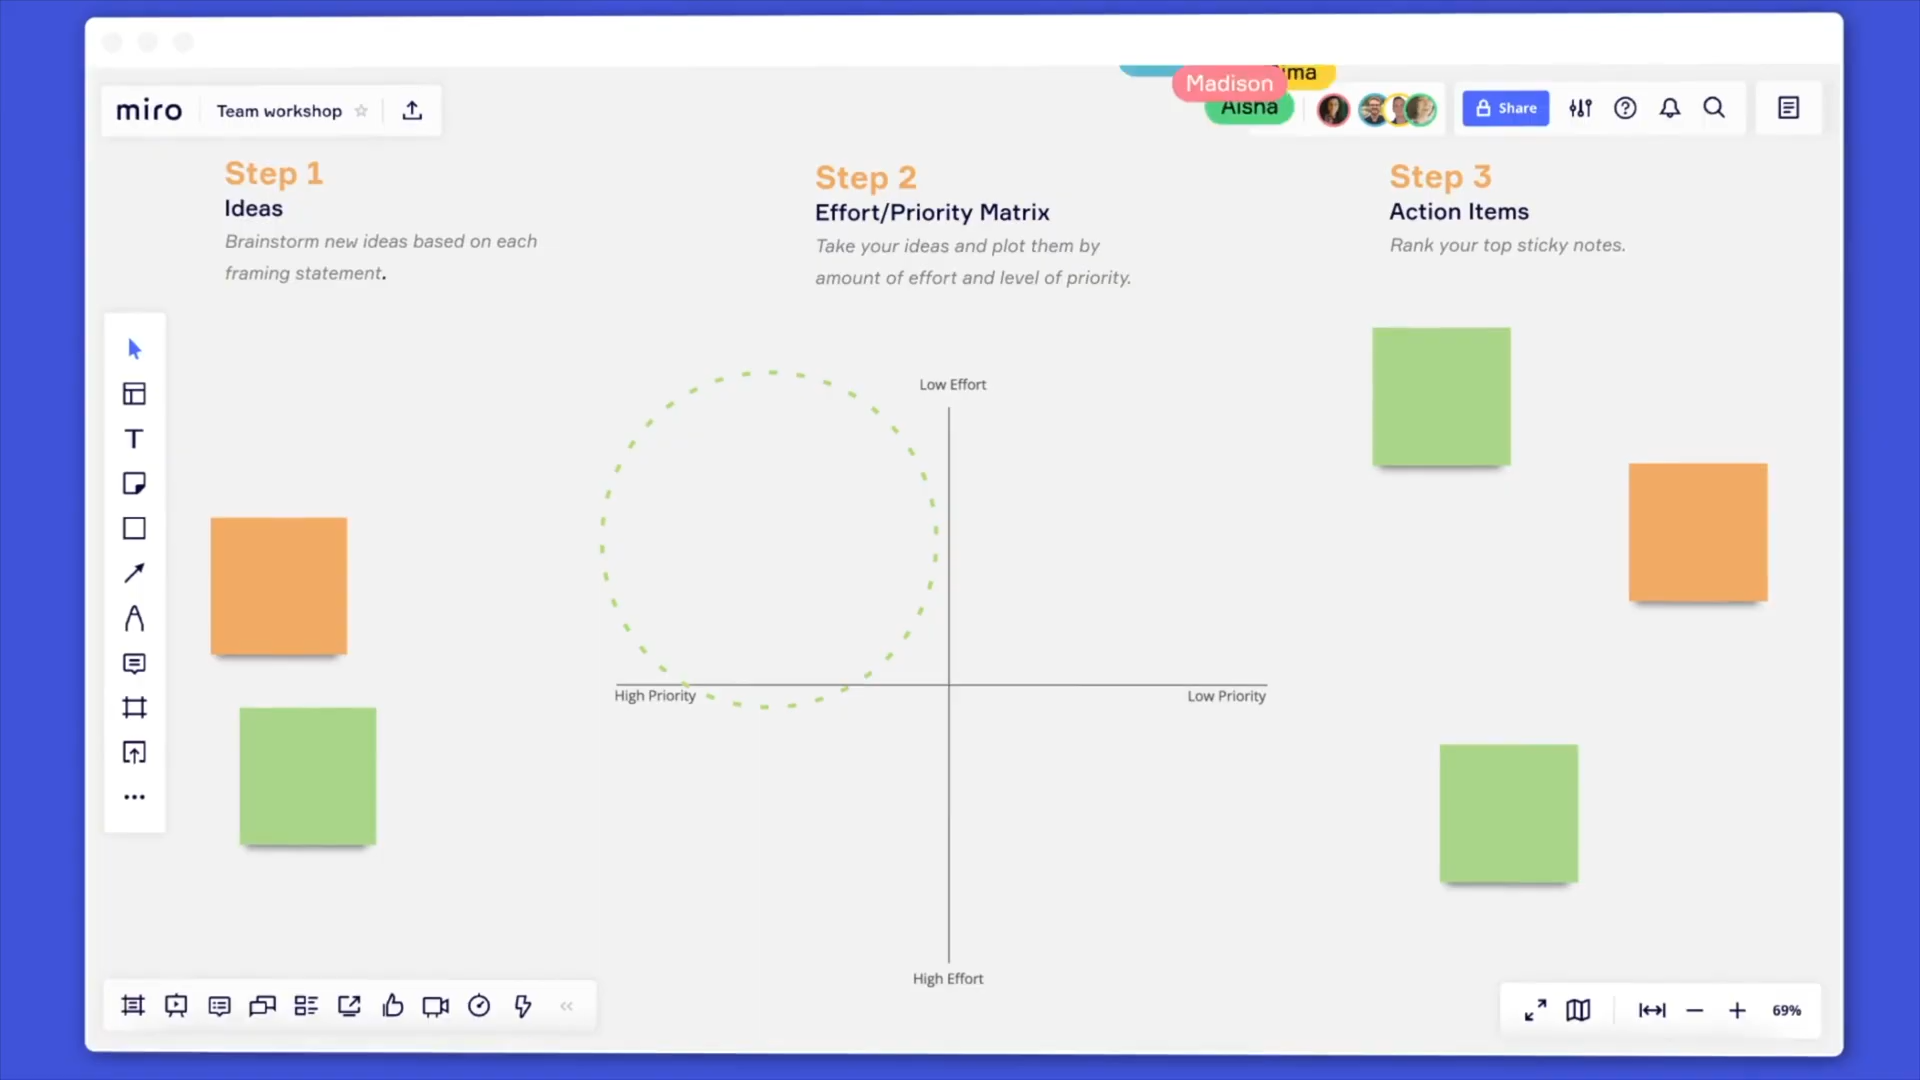 miro
Team workshop
Madison
Aisha
Share
Step 1
Ideas
Brainstorm new ideas based on each
framing statement.
Step 2
Effort/Priority Matrix
Take your ideas and plot them by
amount of effort and level of priority.
Step 3
Action Items
Rank your top sticky notes.
Low Effort
High Priority
Low Priority
High Effort
69%